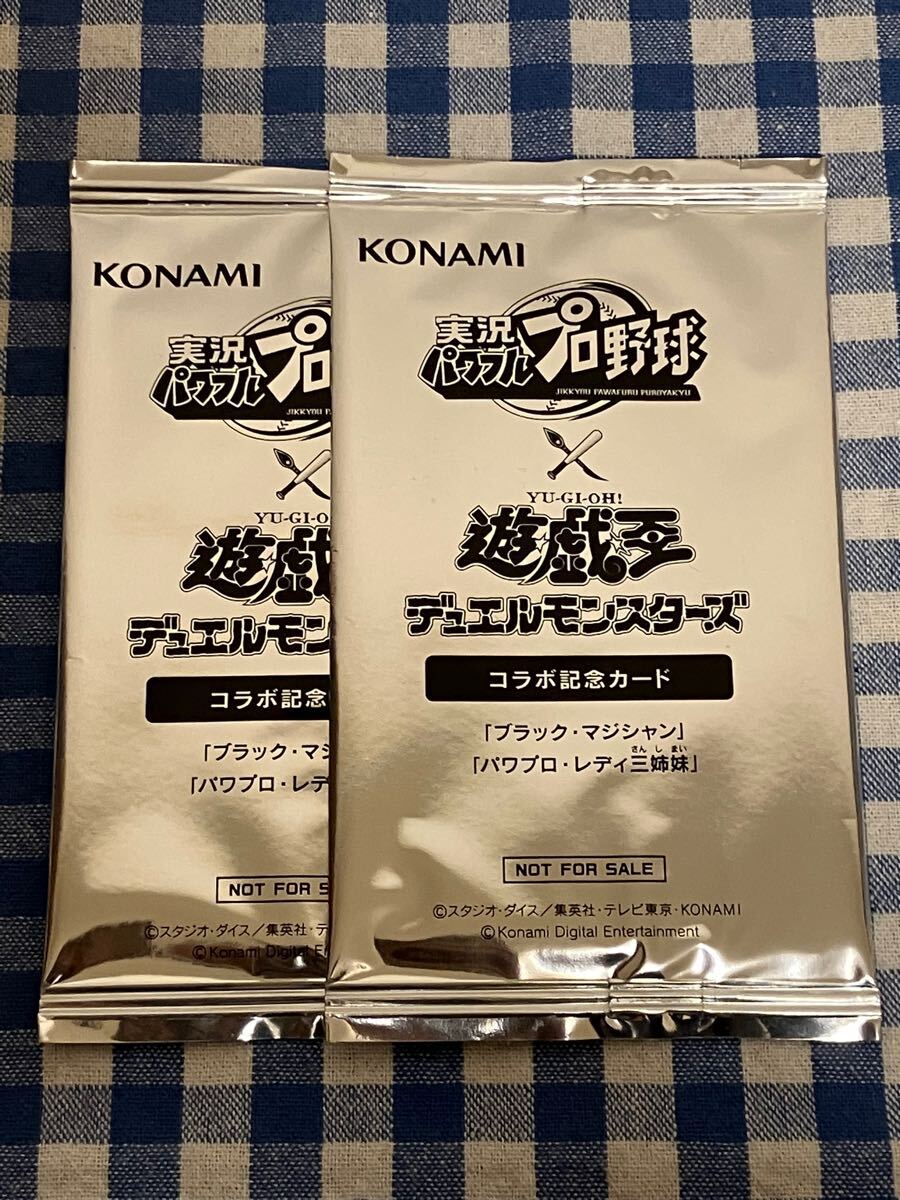 KONAMI
実況
パワフル
プロ
JIKKYOU PA
YU-GI-O
遊戯
デュエルモン
コラボ記念
「ブラック・マジ
「パワプロ・レデ
NOT FOR S
©スタジオ・ダイス／集英社・テ
©Konami Digital E
KONAMI
実況
パワフル
プロ野球
JIKKYOU PAWAFURU PUROYAKYU
YU-GI-OH!
遊戯王
デュエルモンスターズ
コラボ記念カード
「ブラック・マジシャン」
さんしまい
「パワプロ・レディ三姉妹」
NOT FOR SALE
©スタジオ・ダイス／集英社・テレビ東京・KONAMI
©Konami Digital Entertainment